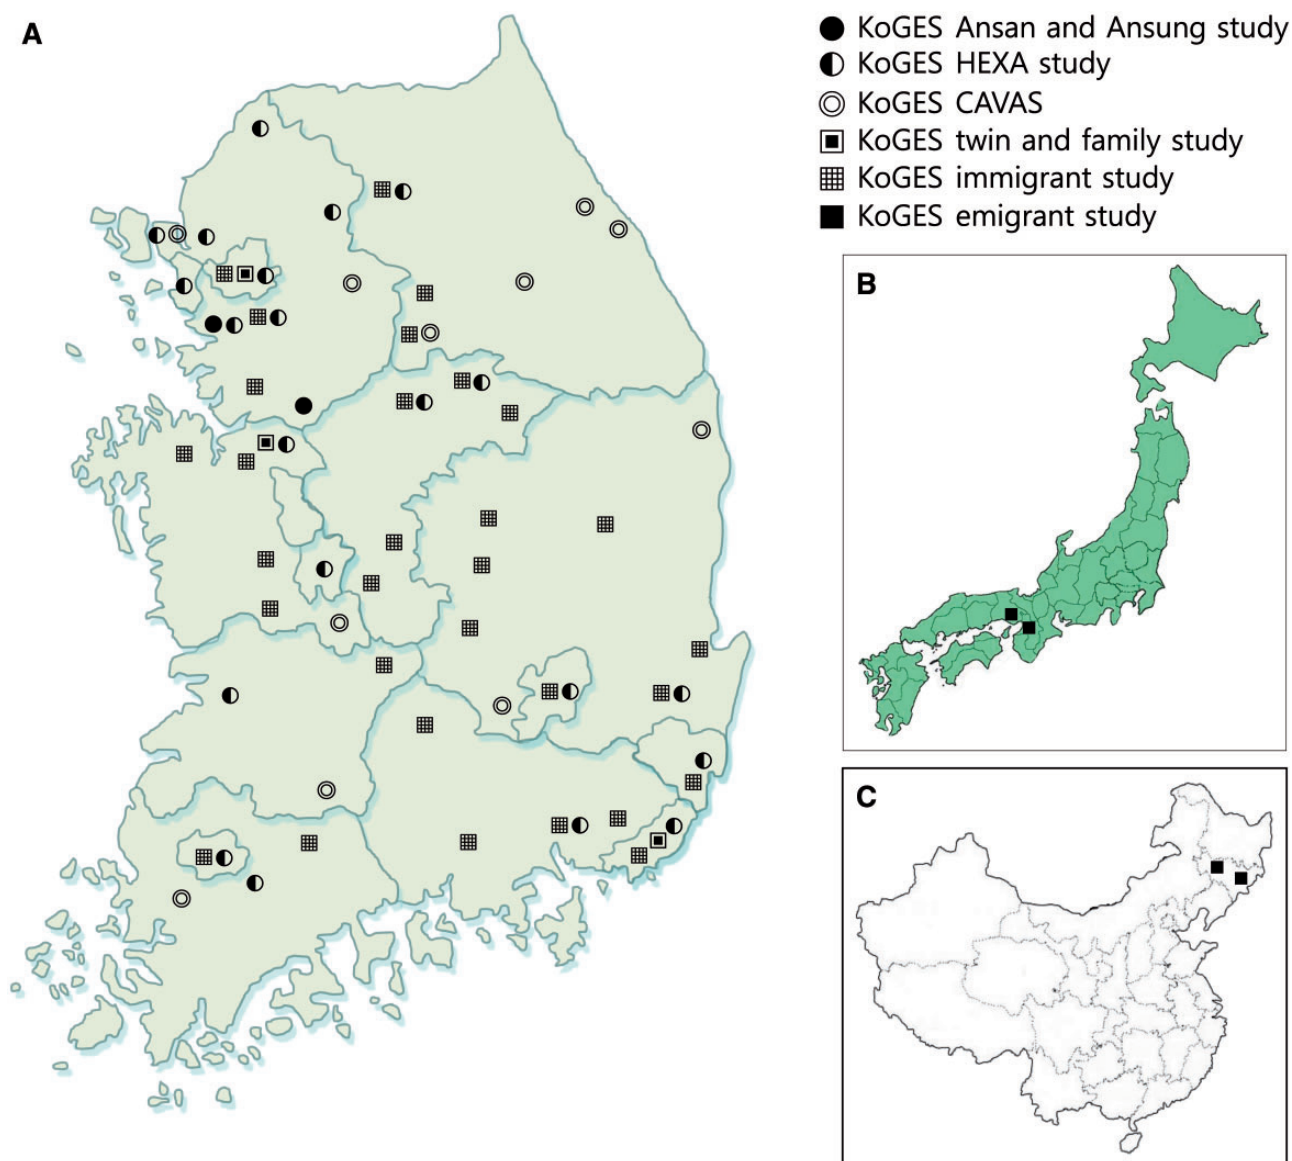 A
KoGES Ansan and Ansung study
KoGES HEXA study
KoGES CAVAS
KoGES twin and family study
KoGES immigrant study
KoGES emigrant study
B
C